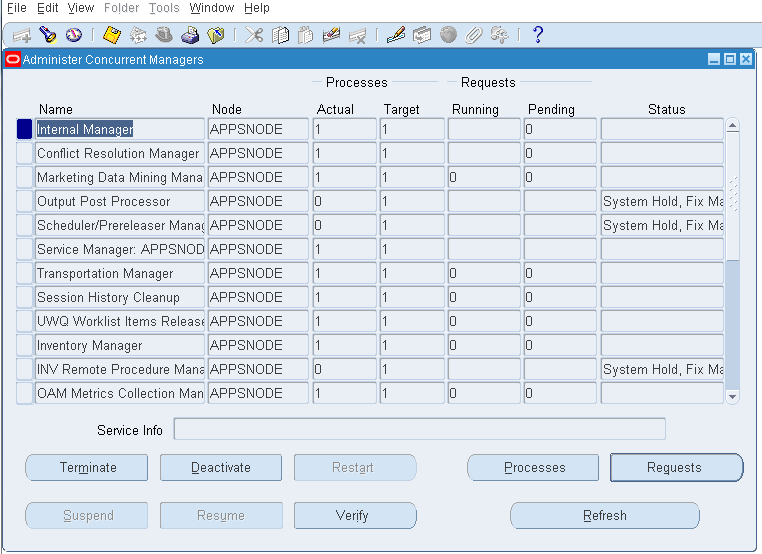 File Edit View Folder Tools Window Help
?
Administer Concurrent Managers
Processes Requests
Name Node Actual Target Running Pending Status
Internal Manager APPSNODE 1 1 0
Conflict Resolution Manager APPSNODE 1 1 0
Marketing Data Mining Mana APPSNODE 1 1 0 0
Output Post Processor APPSNODE 0 1 System Hold, Fix Ma
Scheduler/Prereleaser Manag APPSNODE 0 1 System Hold, Fix Ma
Service Manager: APPSNOD APPSNODE 1 1
Transportation Manager APPSNODE 1 1 0 0
Session History Cleanup APPSNODE 1 1 0 0
UWQ Worklist Items Release APPSNODE 1 1 0 0
Inventory Manager APPSNODE 1 1 0 0
INV Remote Procedure Mana APPSNODE 0 1 System Hold, Fix Ma
OAM Metrics Collection Man APPSNODE 1 1 0 0
Service Info
Terminate Deactivate Restart Processes Requests
Suspend Resume Verify Refresh